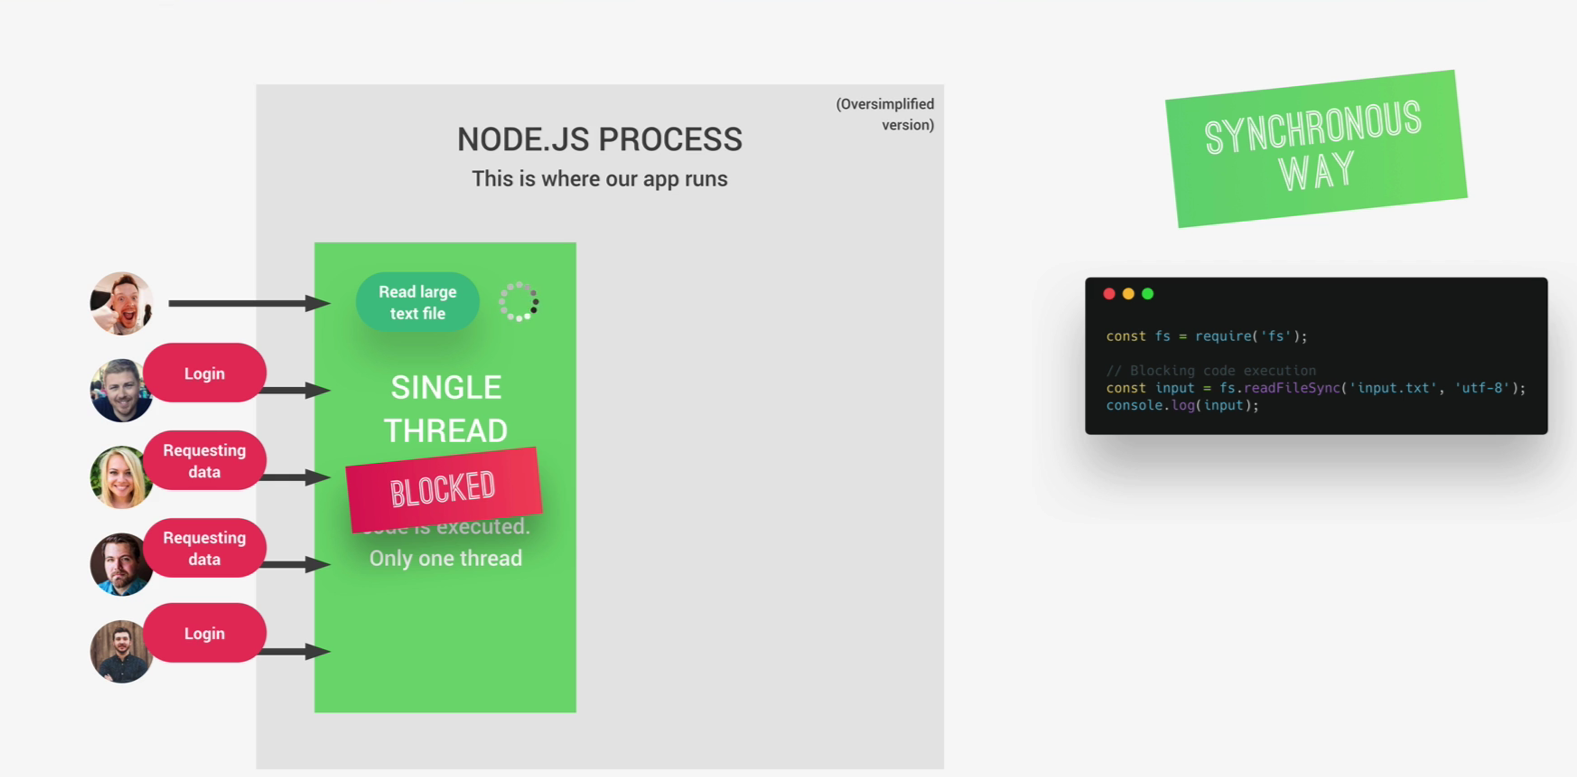 (Oversimplified
version)
NODE.JS PROCESS
This is where our app runs
Read large
text file
Login
SINGLE
THREAD
Requesting
data
BLOCKED
is executed.
Only one thread
Requesting
data
Login
SYNCHRONOUS
WAY
const fs = require('fs');
// Blocking code execution
const input = fs.readFileSync('input.txt', 'utf-8');
console.log(input);